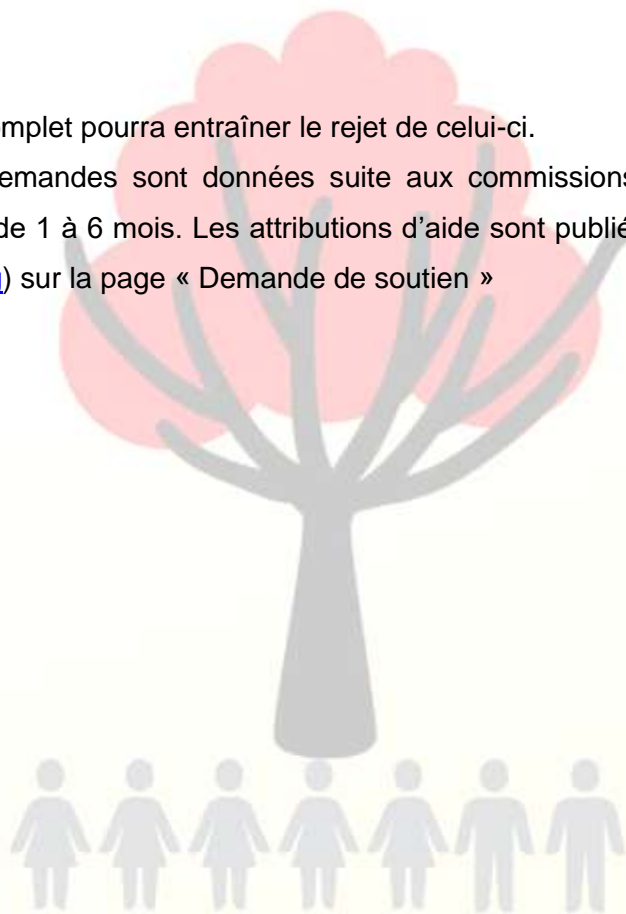 omplet pourra entraîner le rejet de celui-ci.
emandes sont données suite aux commissions
de 1 à 6 mois. Les attributions d'aide sont publié
) sur la page « Demande de soutien »